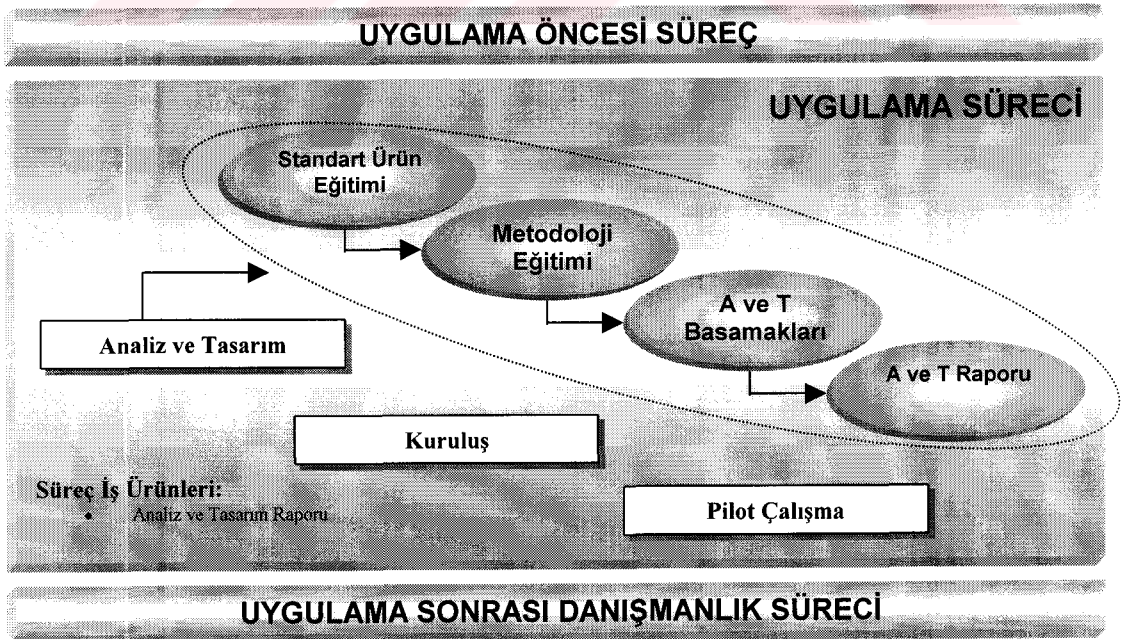 UYGULAMA ÖNCESİ SÜREÇ
UYGULAMA SÜRECİ
Standart Ürün
Eğitimi
Metodoloji
Eğitimi
A ve T
Basamakları
A ve T Raporu
Analiz ve Tasarım
Kuruluş
Pilot Çalışma
Süreç İş Ürünleri:
• Analiz ve Tasarım Raporu
UYGULAMA SONRASI DANIŞMANLIK SÜRECİ